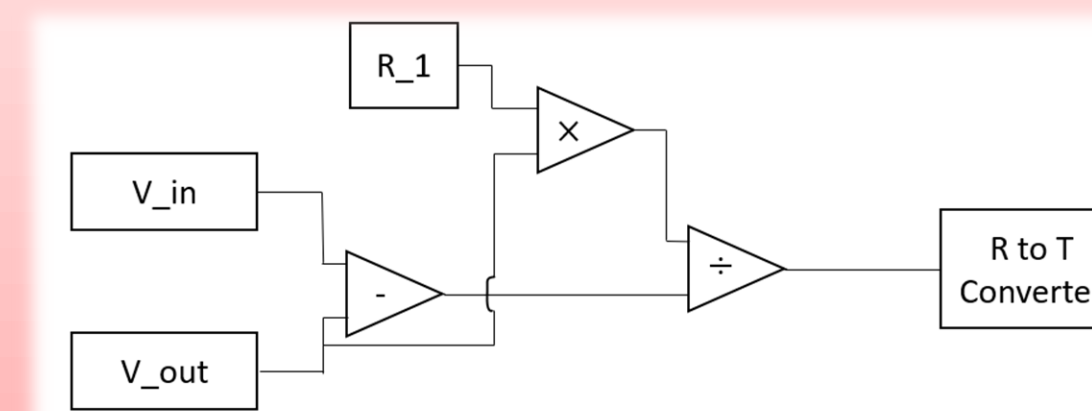 R_1
×
V_in
-
÷
R to T
Converte
V_out